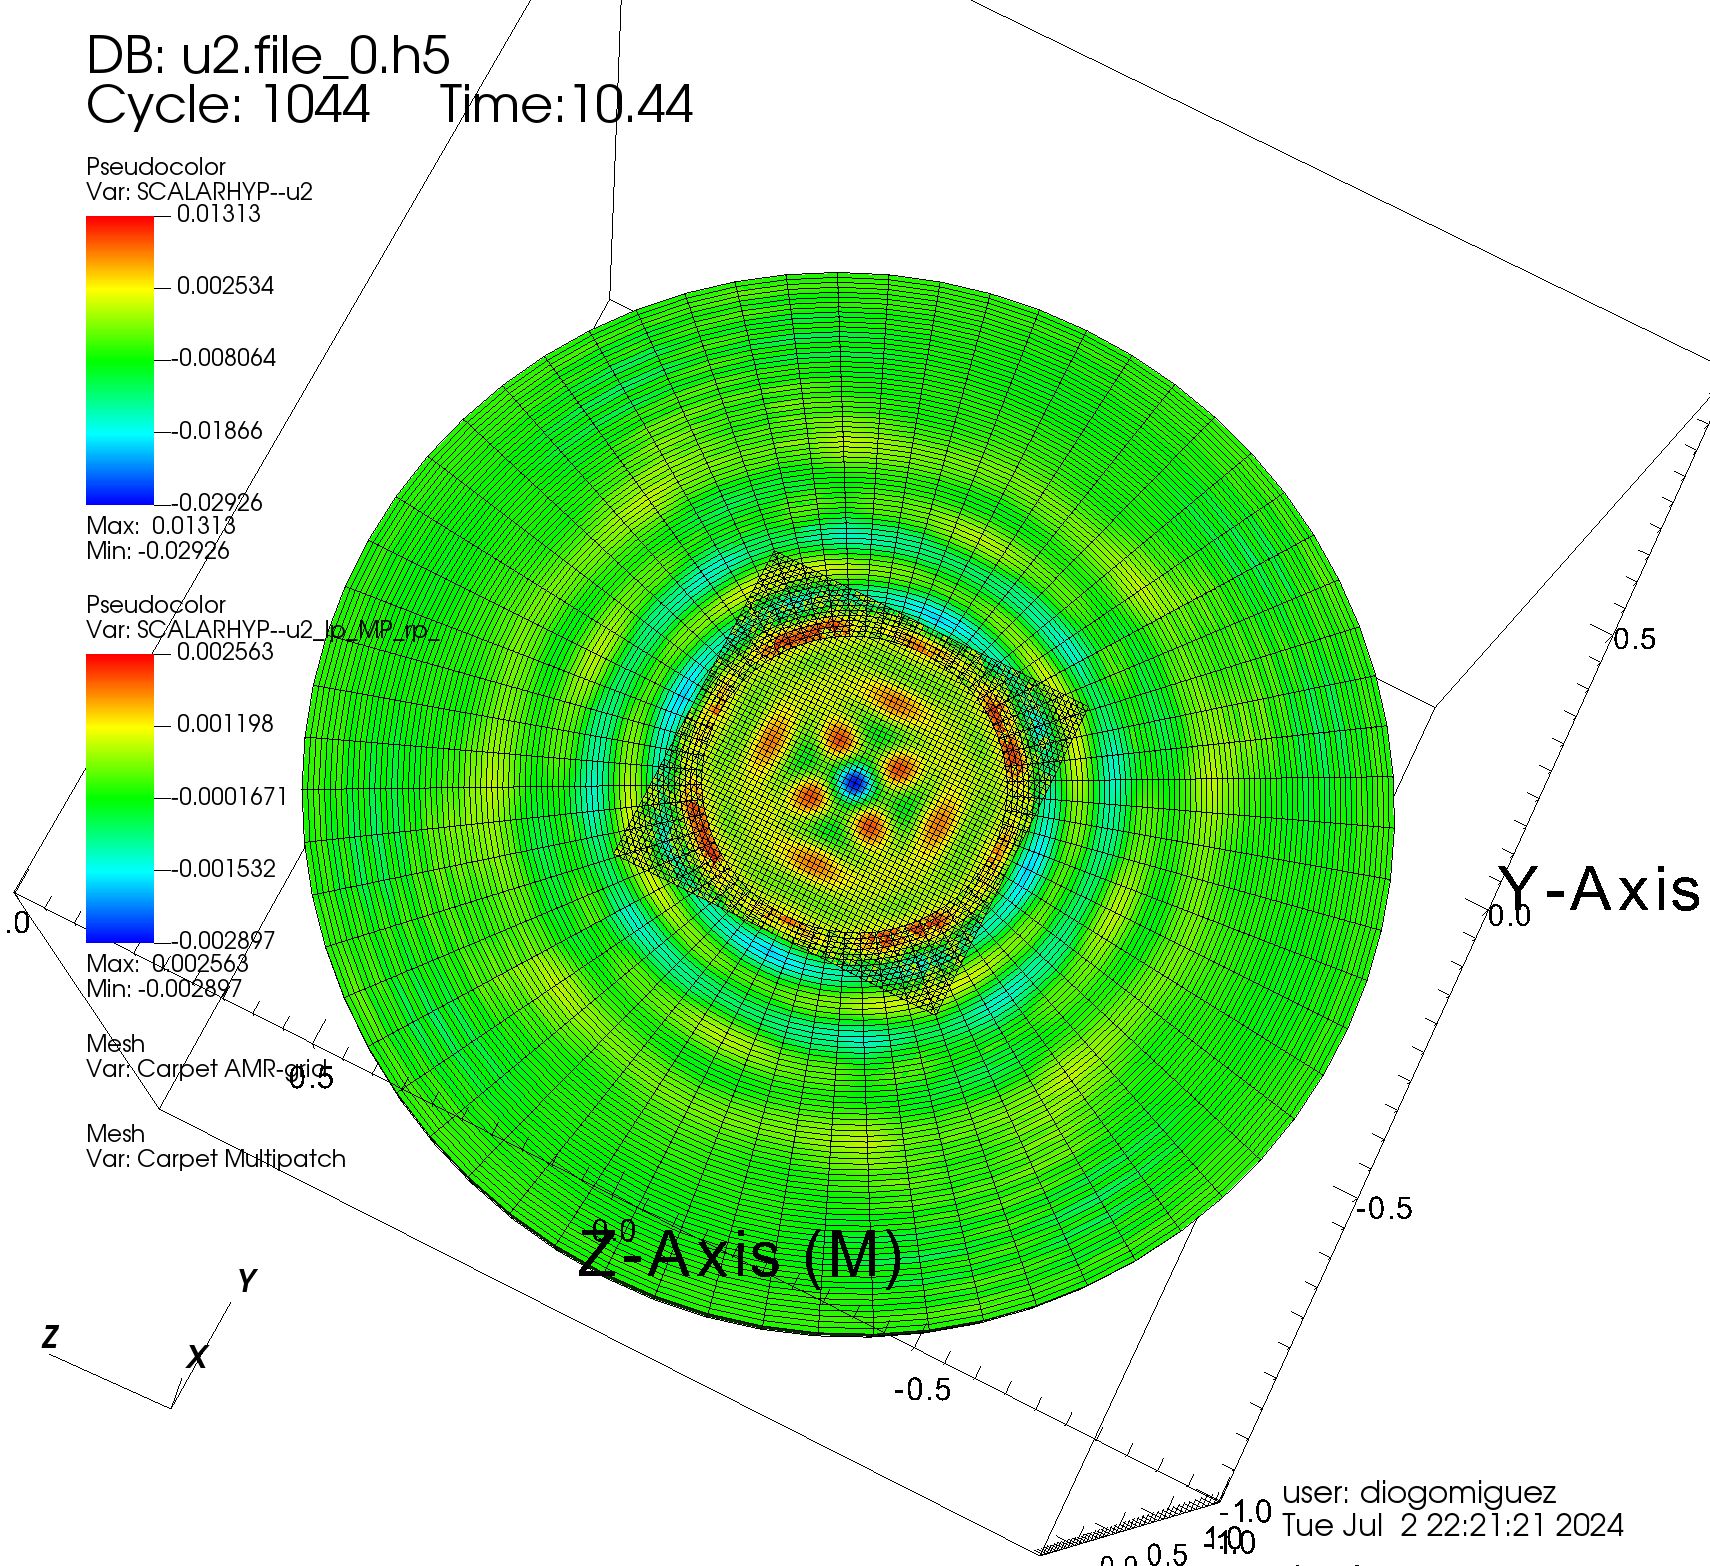 DB: u2.file_0.h5
Cycle: 1044 Time:10.44
Pseudocolor
Var: SCALARHYP--u2
0.01313
0.002534
-0.008064
-0.01866
-0.02926
Max: 0.01313
Min: -0.02926
Pseudocolor
Var: SCALARHYP--u2_lp_MP_rp_
0.002563
0.001198
-0.0001671
-0.001532
-0.002897
Max: 0.002563
Min: -0.002897
Mesh
Var: Carpet AMR-grid
Mesh
Var: Carpet Multipatch
.0
0.5
0.0
Z-Axis (M)
-0.5
0.5
Y-Axis
0.0
-0.5
-1.0
0.5
Z
Y
X
user: diogomiguez
Tue Jul 2 22:21:21 2024